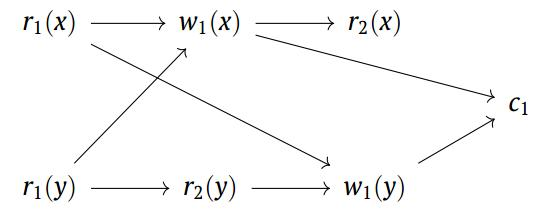 r₁(x) → w₁(x) → r₂(x)
c₁
r₁(y) → r₂(y) → w₁(y)